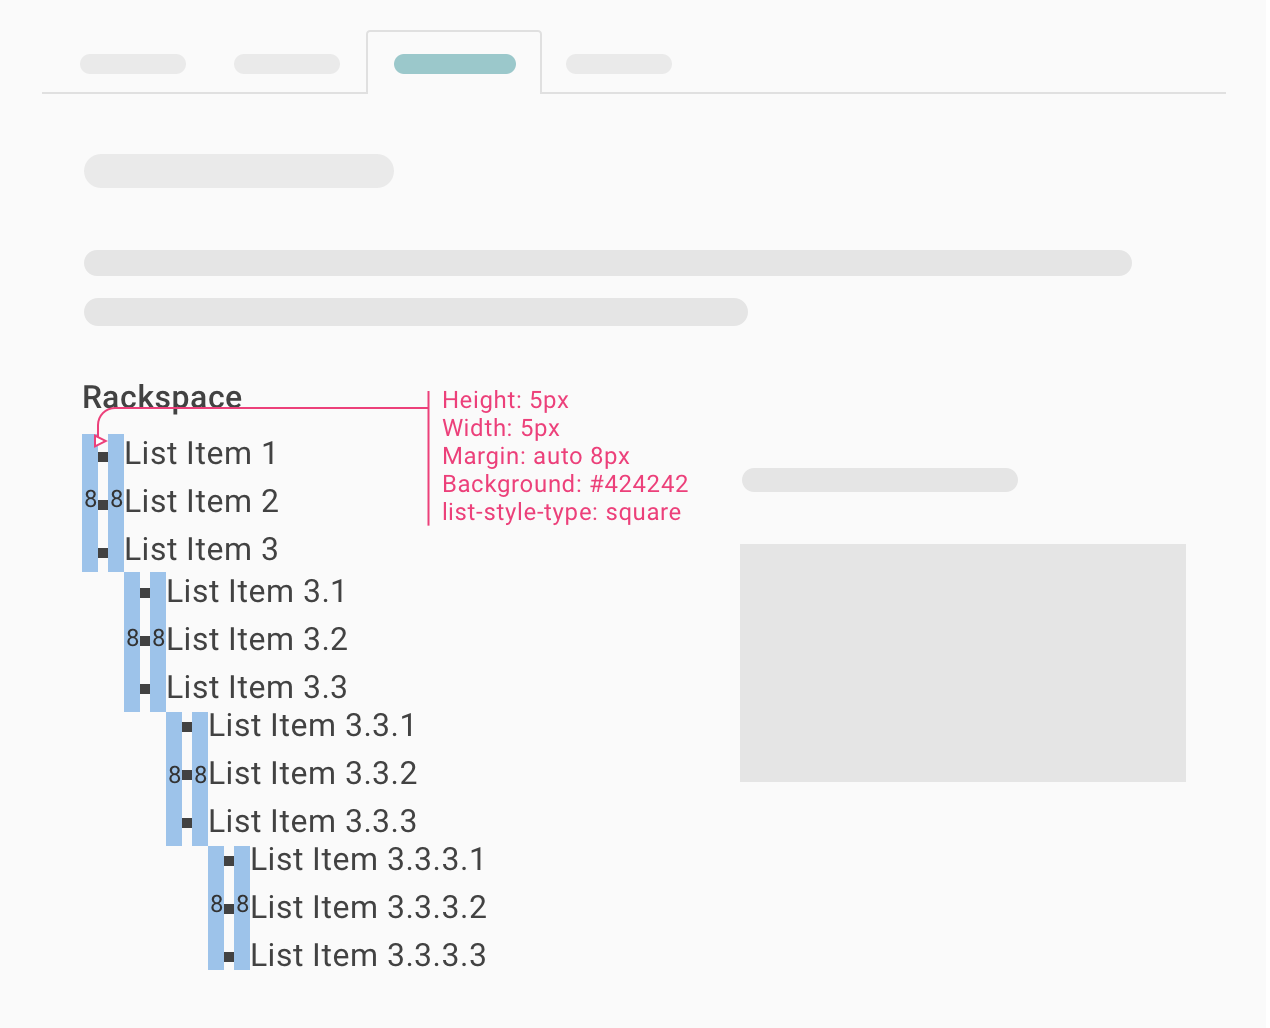 Rackspace
Height: 5px
Width: 5px
Margin: auto 8px
Background: #424242
list-style-type: square
List Item 1
8 8 List Item 2
List Item 3
List Item 3.1
8 8 List Item 3.2
List Item 3.3
List Item 3.3.1
8 8 List Item 3.3.2
List Item 3.3.3
List Item 3.3.3.1
8 8 List Item 3.3.3.2
List Item 3.3.3.3